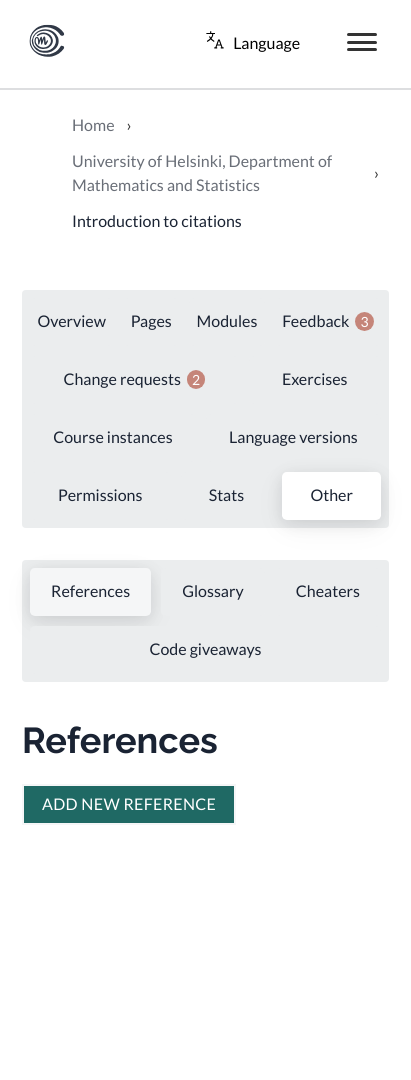 Language
Home ›
University of Helsinki, Department of
Mathematics and Statistics ›
Introduction to citations
Overview Pages Modules Feedback 3
Change requests 2 Exercises
Course instances Language versions
Permissions Stats Other
References Glossary Cheaters
Code giveaways
References
ADD NEW REFERENCE